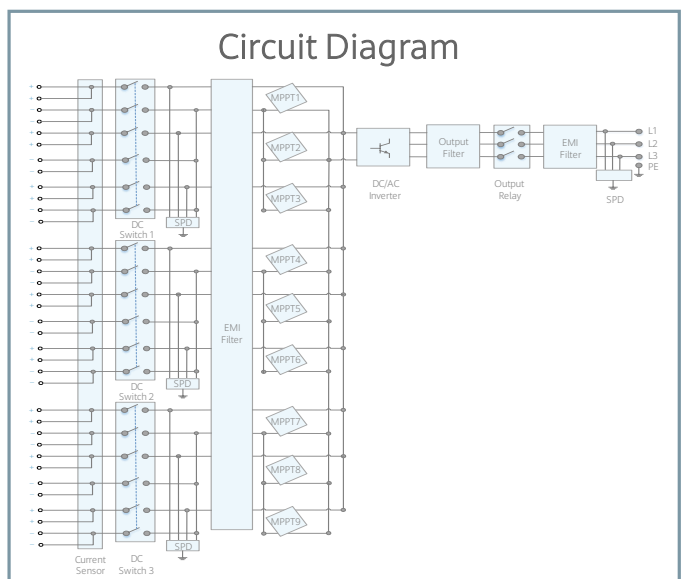 Circuit Diagram
MPPT1
MPPT2
MPPT3
DC
Switch 1
SPD
MPPT4
MPPT5
MPPT6
EMI
Filter
DC
Switch 2
SPD
MPPT7
MPPT8
MPPT9
SPD
Current
Sensor
DC
Switch 3
DC/AC
Inverter
Output
Filter
Output
Relay
EMI
Filter
L1
L2
L3
PE
SPD